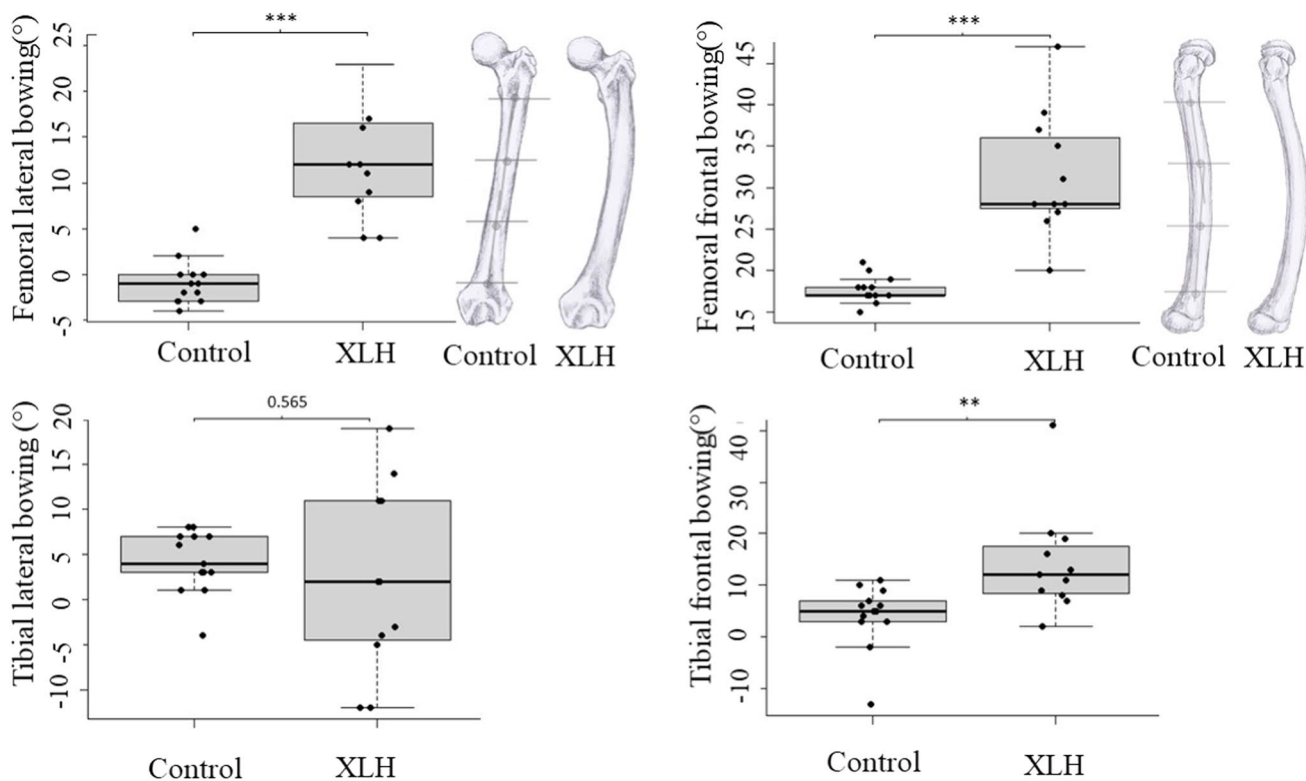 ***
Femoral lateral bowing(°)
25
20
15
10
5
0
-5
Control
XLH
Control
XLH
***
Femoral frontal bowing(°)
45
40
35
30
25
20
15
Control
XLH
Control
XLH
0.565
Tibial lateral bowing (°)
20
15
10
5
0
-5
-10
Control
XLH
**
Tibial frontal bowing(°)
40
30
20
10
0
-10
Control
XLH